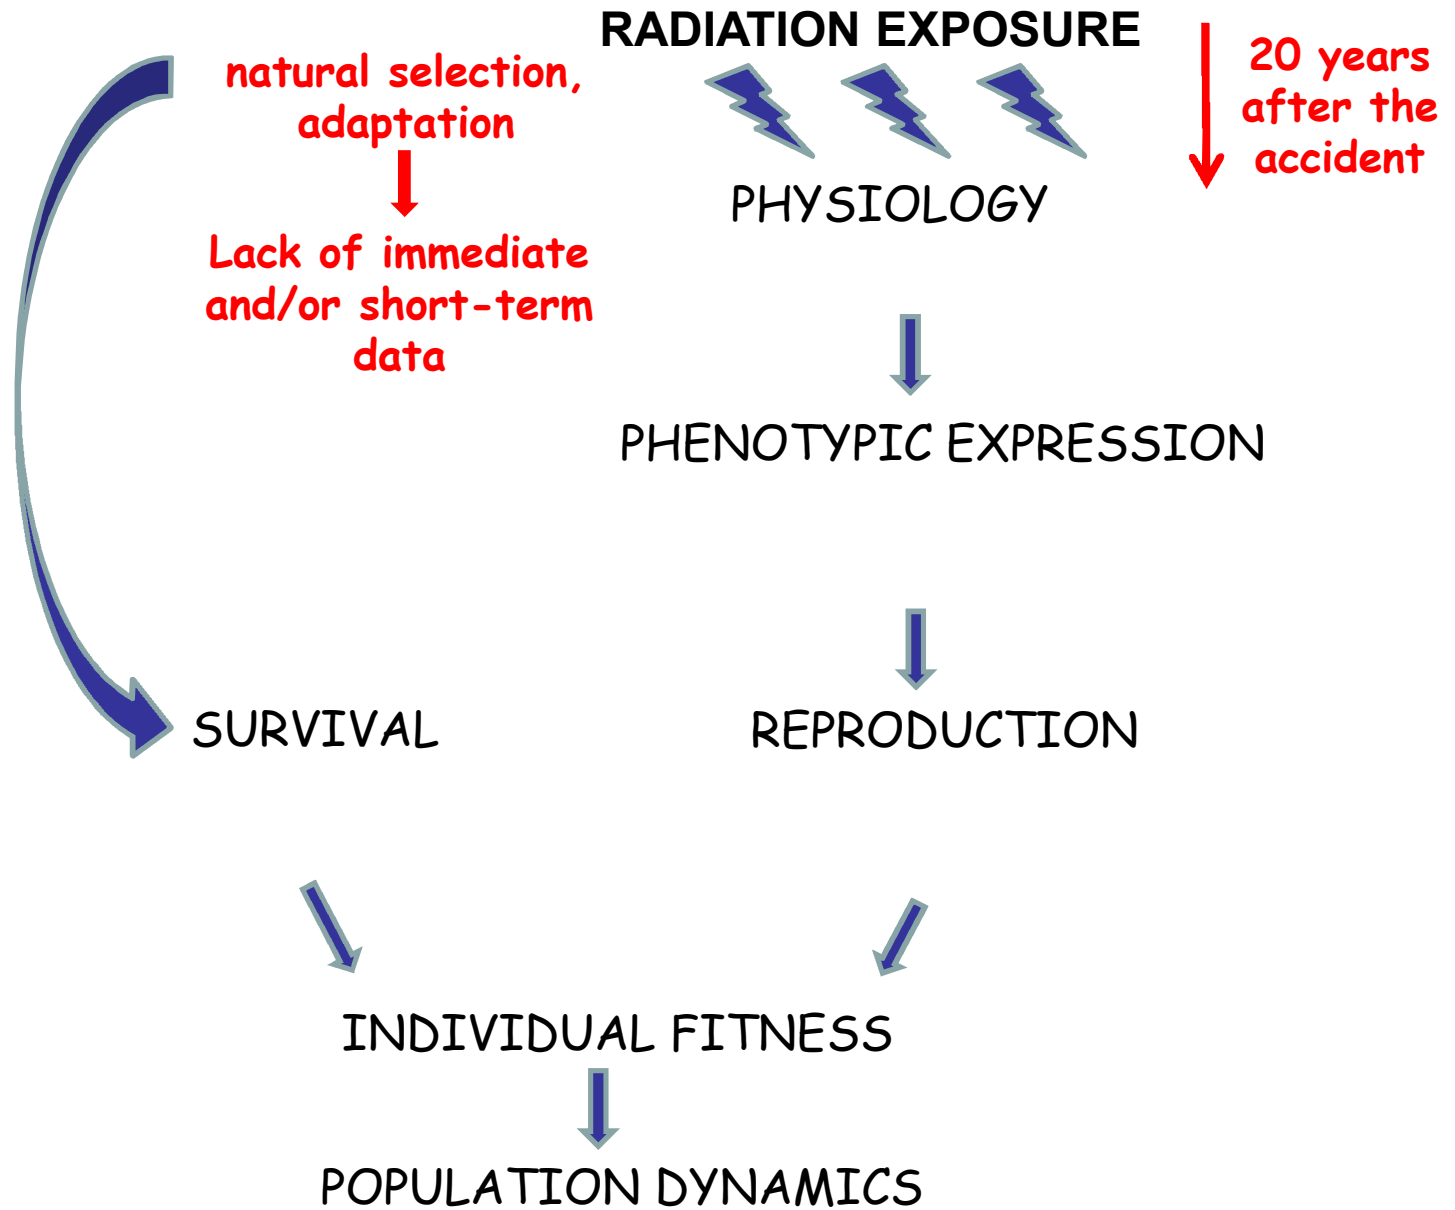 RADIATION EXPOSURE
natural selection,
adaptation
20 years
after the
accident
PHYSIOLOGY
Lack of immediate
and/or short-term
data
PHENOTYPIC EXPRESSION
SURVIVAL
REPRODUCTION
INDIVIDUAL FITNESS
POPULATION DYNAMICS